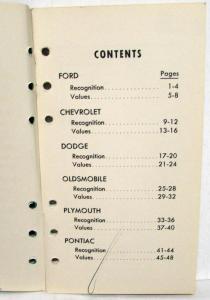 CONTENTS
FORD Pages
Recognition........................1-4
Values..............................5-8
CHEVROLET
Recognition........................9-12
Values..............................13-16
DODGE
Recognition........................17-20
Values..............................21-24
OLDSMOBILE
Recognition........................25-28
Values..............................29-32
PLYMOUTH
Recognition........................33-36
Values..............................37-40
PONTIAC
Recognition........................41-44
Values..............................45-48